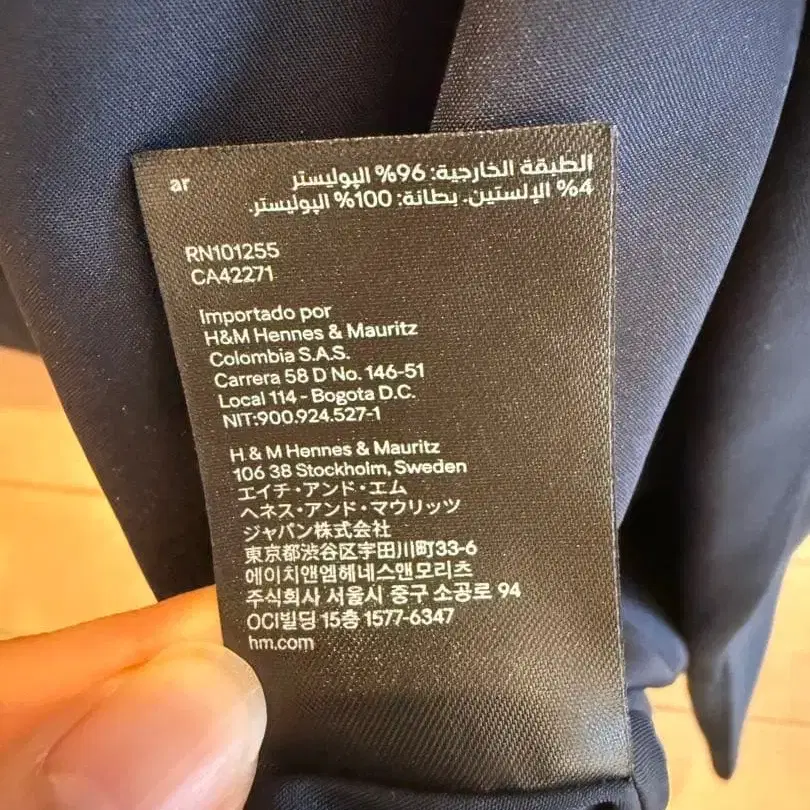 ar
الطبقة الخارجية: 96% البوليستر
4% الإلستين. بطانة: 100% البوليستر.
RN101255
CA42271
Importado por
H&M Hennes & Mauritz
Colombia S.A.S.
Carrera 58 D No. 146-51
Local 114 - Bogota D.C.
NIT:900.924.527-1
H & M Hennes & Mauritz
106 38 Stockholm, Sweden
エイチ・アンド・エム
ヘネス・アンド・マウリッツ
ジャパン株式会社
東京都渋谷区宇田川町33-6
에이치앤엠헤네스앤모리츠
주식회사 서울시 중구 소공로 94
OCI빌딩 15층 1577-6347
hm.com